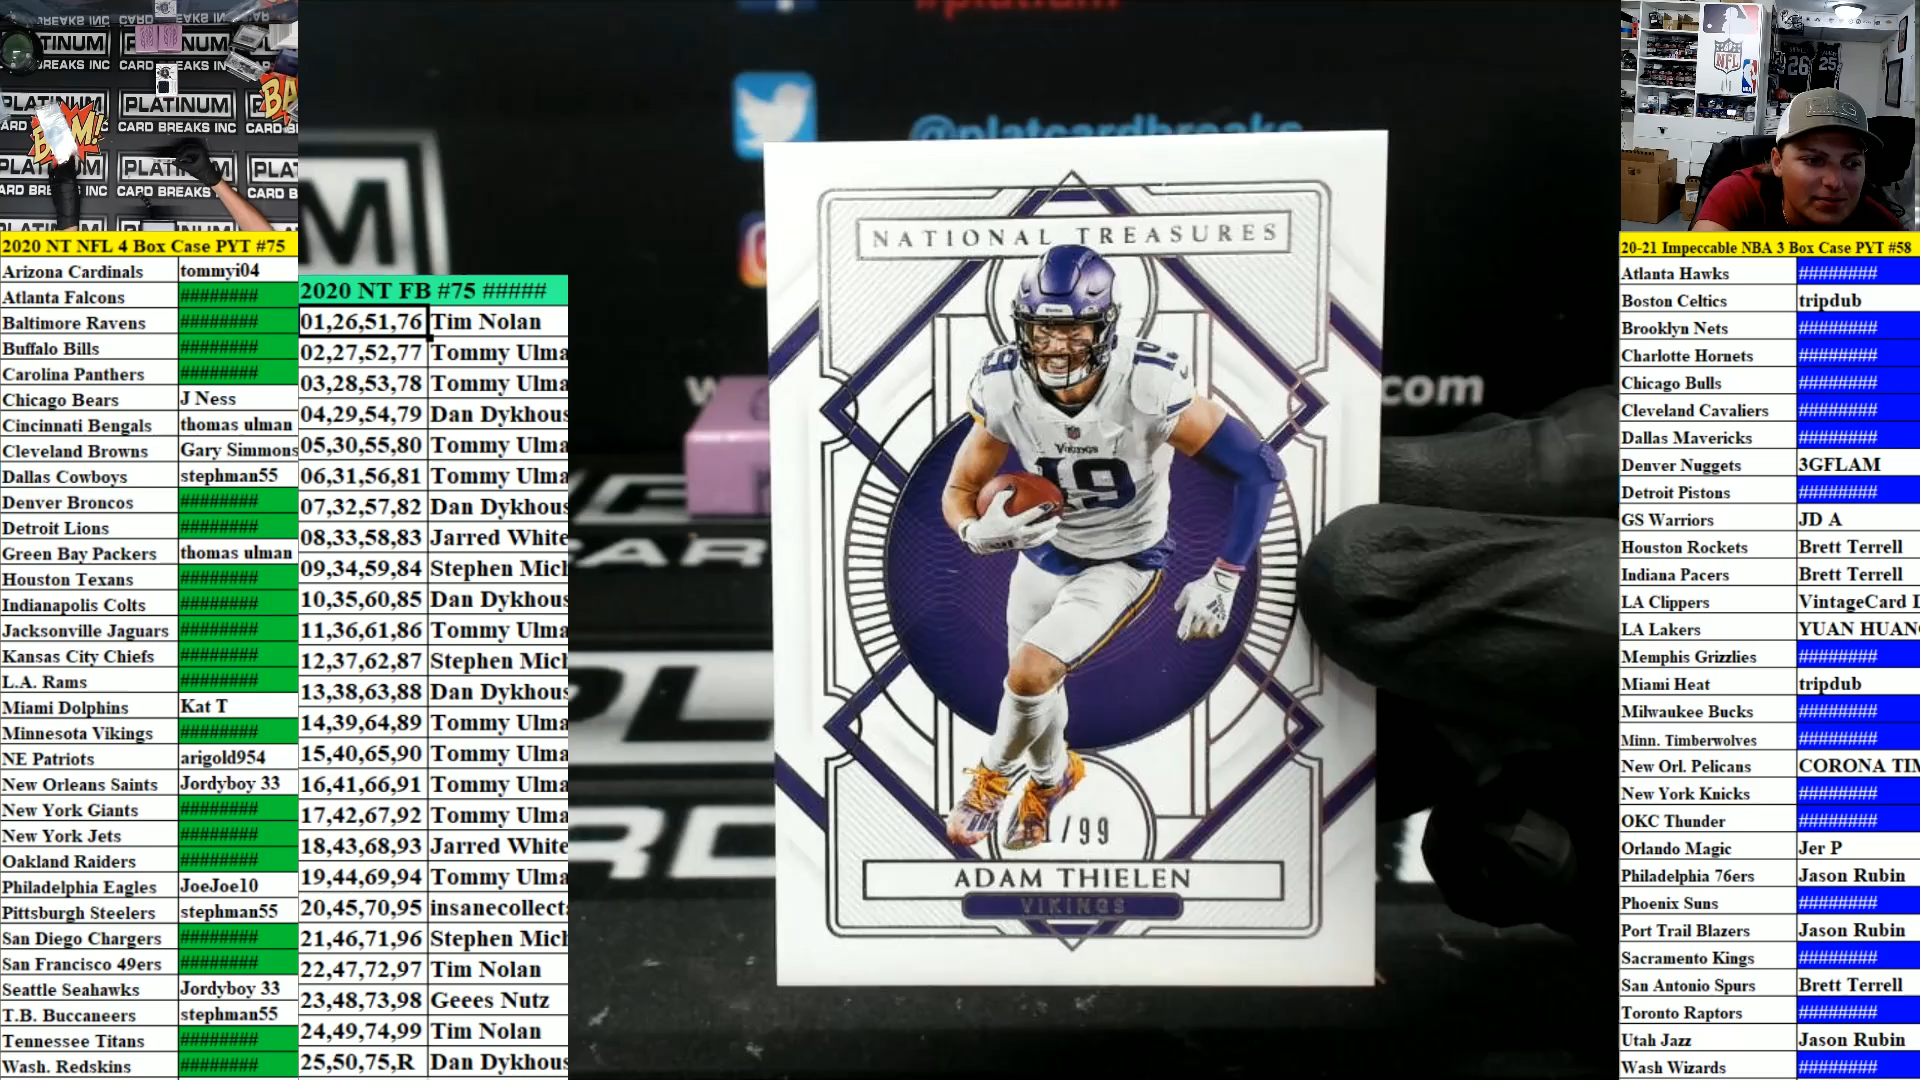 #platinum
@platcardbreaks
PLATINUM
CARD BREAKS INC
2020 NT NFL 4 Box Case PYT #75
Arizona Cardinals tommyi04
Atlanta Falcons ########
Baltimore Ravens ########
Buffalo Bills ########
Carolina Panthers ########
Chicago Bears J Ness
Cincinnati Bengals thomas ulman
Cleveland Browns Gary Simmons
Dallas Cowboys stephman55
Denver Broncos ########
Detroit Lions ########
Green Bay Packers thomas ulman
Houston Texans ########
Indianapolis Colts ########
Jacksonville Jaguars ########
Kansas City Chiefs ########
L.A. Rams ########
Miami Dolphins Kat T
Minnesota Vikings ########
NE Patriots arigold954
New Orleans Saints Jordyboy 33
New York Giants ########
New York Jets ########
Oakland Raiders ########
Philadelphia Eagles JoeJoe10
Pittsburgh Steelers stephman55
San Diego Chargers ########
San Francisco 49ers ########
Seattle Seahawks Jordyboy 33
T.B. Buccaneers stephman55
Tennessee Titans ########
Wash. Redskins ########
2020 NT FB #75 #####
01,26,51,76 Tim Nolan
02,27,52,77 Tommy Ulma
03,28,53,78 Tommy Ulma
04,29,54,79 Dan Dykhous
05,30,55,80 Tommy Ulma
06,31,56,81 Tommy Ulma
07,32,57,82 Dan Dykhous
08,33,58,83 Jarred White
09,34,59,84 Stephen Mich
10,35,60,85 Dan Dykhous
11,36,61,86 Tommy Ulma
12,37,62,87 Stephen Mich
13,38,63,88 Dan Dykhous
14,39,64,89 Tommy Ulma
15,40,65,90 Tommy Ulma
16,41,66,91 Tommy Ulma
17,42,67,92 Tommy Ulma
18,43,68,93 Jarred White
19,44,69,94 Tommy Ulma
20,45,70,95 insanecollect
21,46,71,96 Stephen Mich
22,47,72,97 Tim Nolan
23,48,73,98 Geees Nutz
24,49,74,99 Tim Nolan
25,50,75,R Dan Dykhous
NATIONAL TREASURES
19
VIKINGS
19
/99
ADAM THIELEN
VIKINGS
.com
NFL
26
25
20-21 Impeccable NBA 3 Box Case PYT #58
Atlanta Hawks ########
Boston Celtics tripdub
Brooklyn Nets ########
Charlotte Hornets ########
Chicago Bulls ########
Cleveland Cavaliers ########
Dallas Mavericks ########
Denver Nuggets 3GFLAM
Detroit Pistons ########
GS Warriors JD A
Houston Rockets Brett Terrell
Indiana Pacers Brett Terrell
LA Clippers VintageCard
LA Lakers YUAN HUAN
Memphis Grizzlies ########
Miami Heat tripdub
Milwaukee Bucks ########
Minn. Timberwolves ########
New Orl. Pelicans CORONA TIM
New York Knicks ########
OKC Thunder ########
Orlando Magic Jer P
Philadelphia 76ers Jason Rubin
Phoenix Suns ########
Port Trail Blazers Jason Rubin
Sacramento Kings ########
San Antonio Spurs Brett Terrell
Toronto Raptors ########
Utah Jazz Jason Rubin
Wash Wizards ########